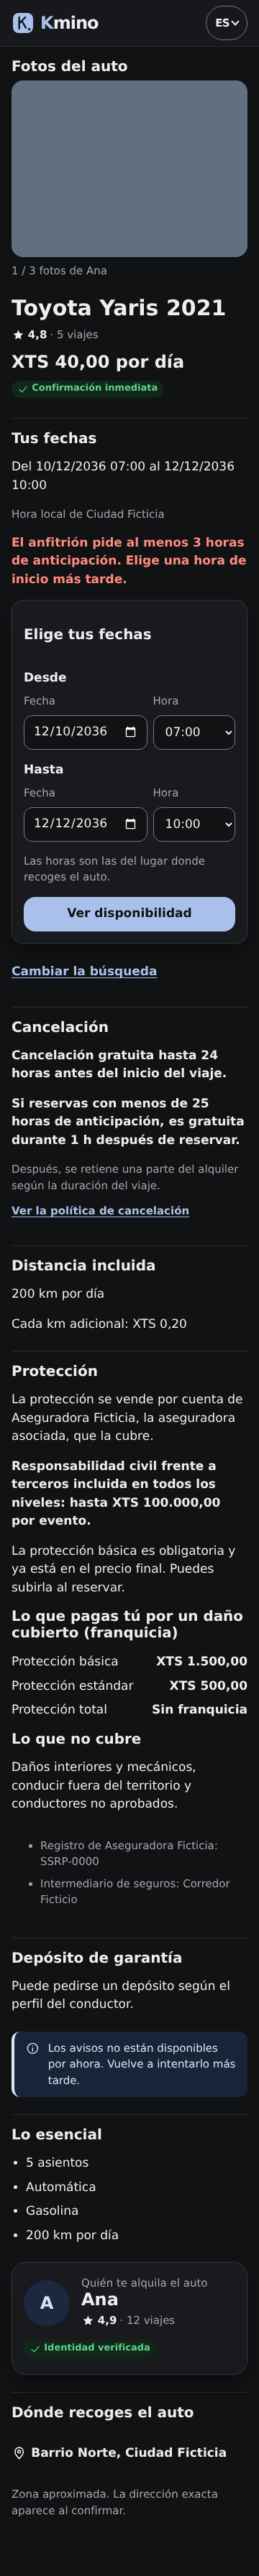 Kmino
ES
Fotos del auto
1 / 3 fotos de Ana
Toyota Yaris 2021
4,8 · 5 viajes
XTS 40,00 por día
Confirmación inmediata
Tus fechas
Del 10/12/2036 07:00 al 12/12/2036
10:00
Hora local de Ciudad Ficticia
El anfitrión pide al menos 3 horas
de anticipación. Elige una hora de
inicio más tarde.
Elige tus fechas
Desde
Fecha Hora
12/10/2036 07:00
Hasta
Fecha Hora
12/12/2036 10:00
Las horas son las del lugar donde
recoges el auto.
Ver disponibilidad
Cambiar la búsqueda
Cancelación
Cancelación gratuita hasta 24
horas antes del inicio del viaje.
Si reservas con menos de 25
horas de anticipación, es gratuita
durante 1 h después de reservar.
Después, se retiene una parte del alquiler
según la duración del viaje.
Ver la política de cancelación
Distancia incluida
200 km por día
Cada km adicional: XTS 0,20
Protección
La protección se vende por cuenta de
Aseguradora Ficticia, la aseguradora
asociada, que la cubre.
Responsabilidad civil frente a
terceros incluida en todos los
niveles: hasta XTS 100.000,00
por evento.
La protección básica es obligatoria y
ya está en el precio final. Puedes
subirla al reservar.
Lo que pagas tú por un daño
cubierto (franquicia)
Protección básica XTS 1.500,00
Protección estándar XTS 500,00
Protección total Sin franquicia
Lo que no cubre
Daños interiores y mecánicos,
conducir fuera del territorio y
conductores no aprobados.
• Registro de Aseguradora Ficticia:
SSRP-0000
• Intermediario de seguros: Corredor
Ficticio
Depósito de garantía
Puede pedirse un depósito según el
perfil del conductor.
Los avisos no están disponibles
por ahora. Vuelve a intentarlo más
tarde.
Lo esencial
• 5 asientos
• Automática
• Gasolina
• 200 km por día
A
Quién te alquila el auto
Ana
4,9 · 12 viajes
Identidad verificada
Dónde recoges el auto
Barrio Norte, Ciudad Ficticia
Zona aproximada. La dirección exacta
aparece al confirmar.